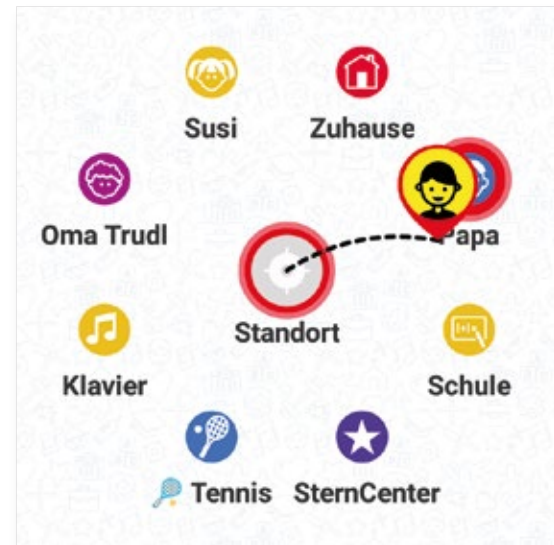 Susi
Zuhause
Oma Trudl
Papa
Standort
Klavier
Schule
Tennis
SternCenter